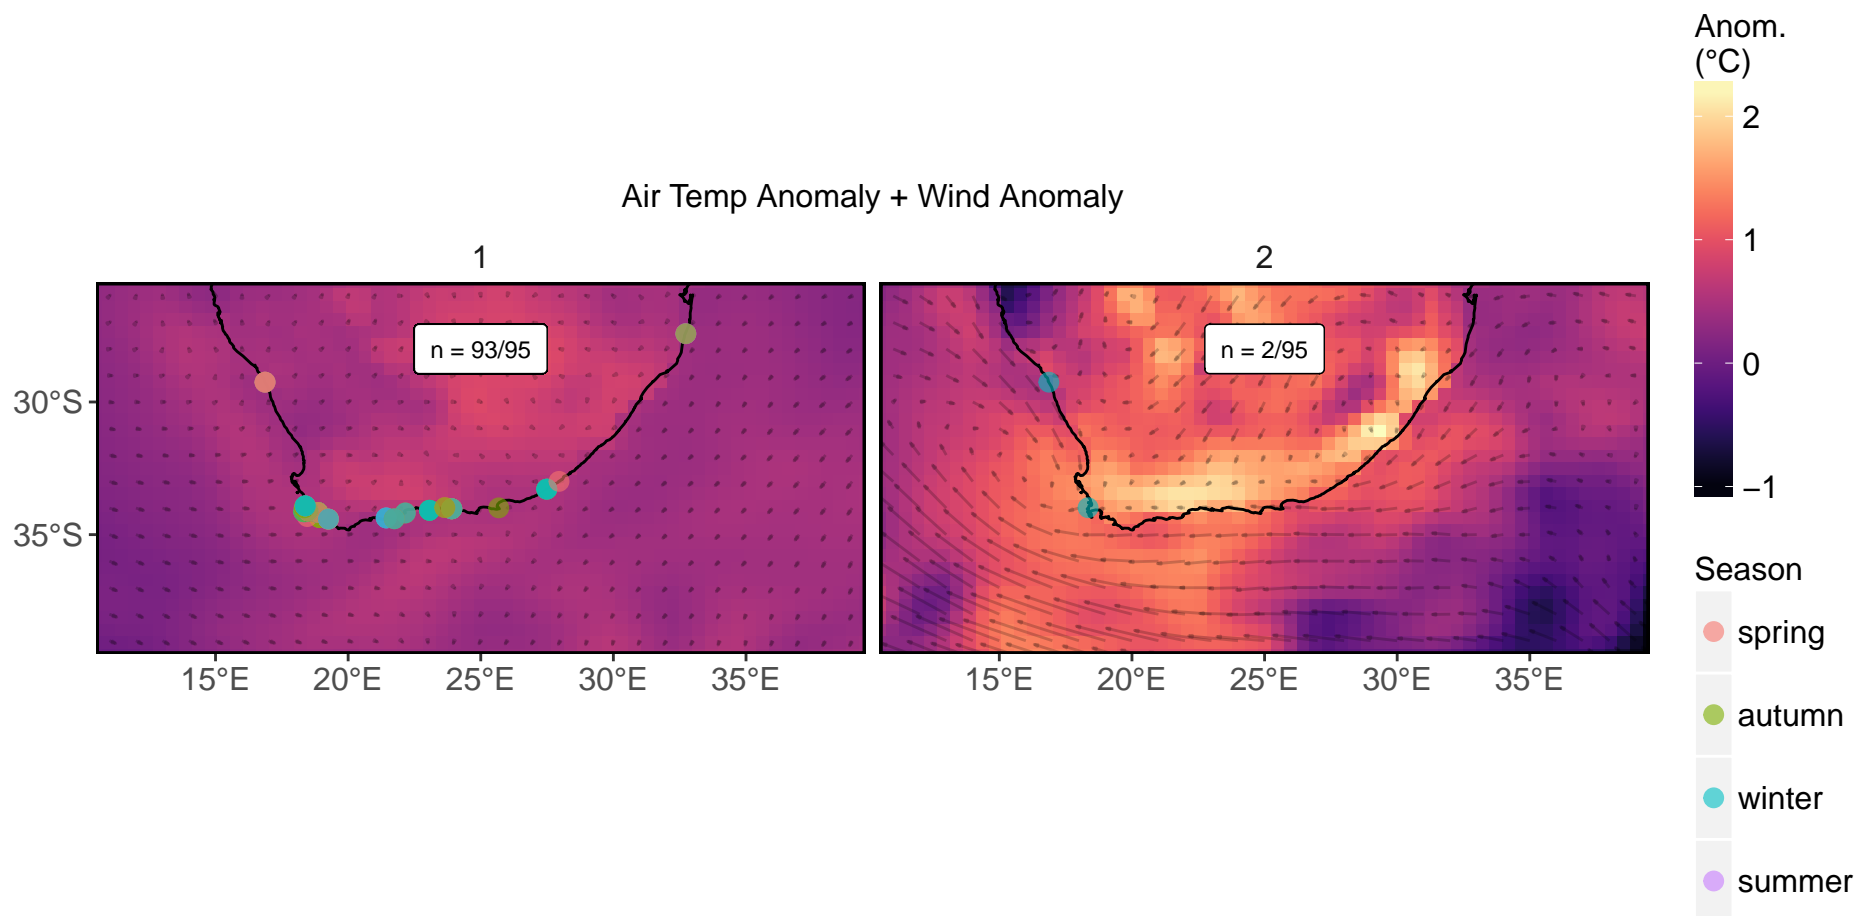 Anom.
(°C)
2
1
0
−1
Air Temp Anomaly + Wind Anomaly
1
2
n = 93/95
n = 2/95
30°S
35°S
15°E
20°E
25°E
30°E
35°E
15°E
20°E
25°E
30°E
35°E
Season
spring
autumn
winter
summer